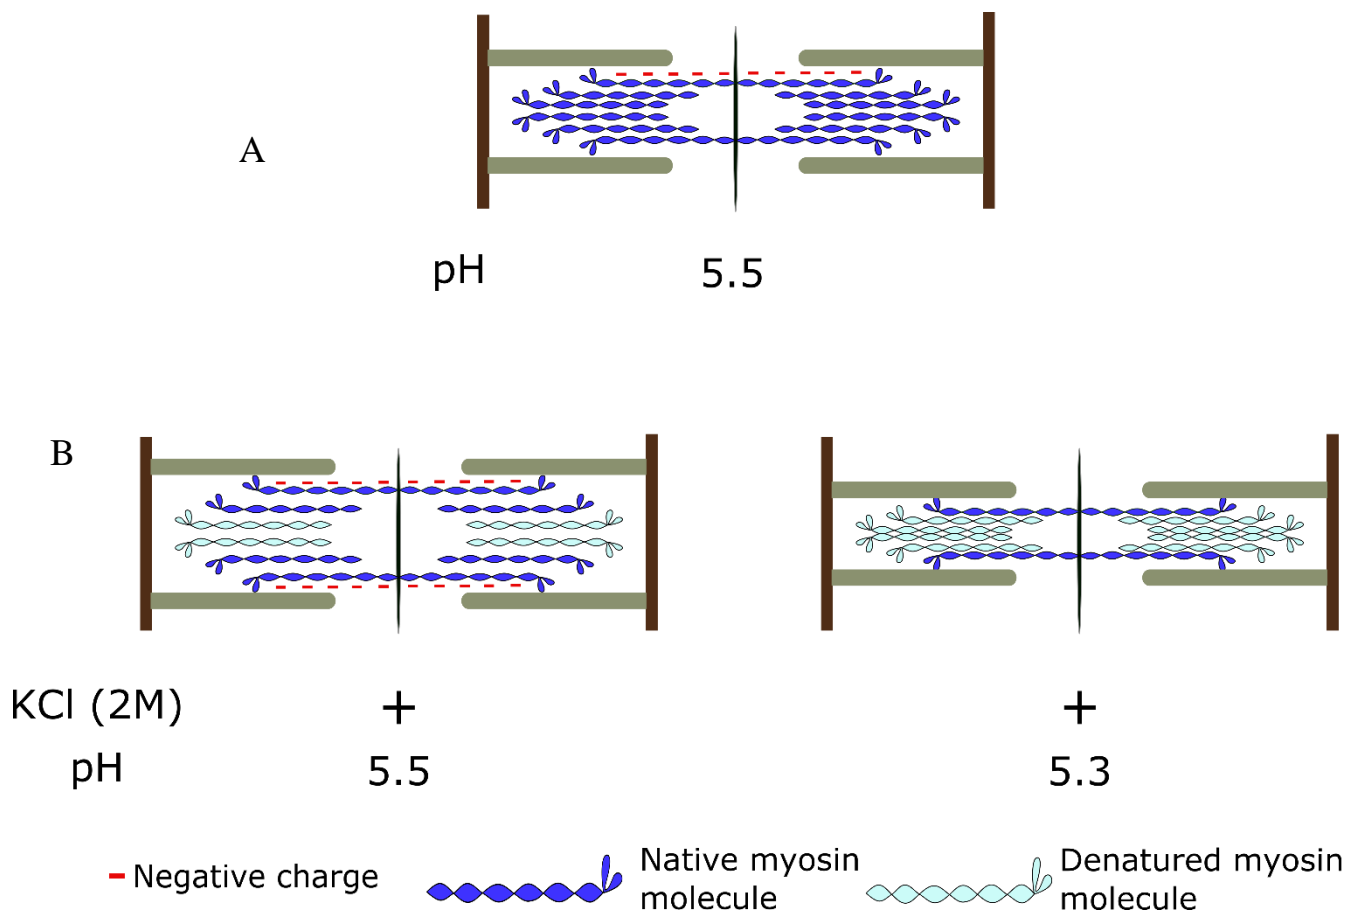 A
pH 5.5
B
KCl (2M) + +
pH 5.5 5.3
Negative charge
Native myosin
molecule
Denatured myosin
molecule